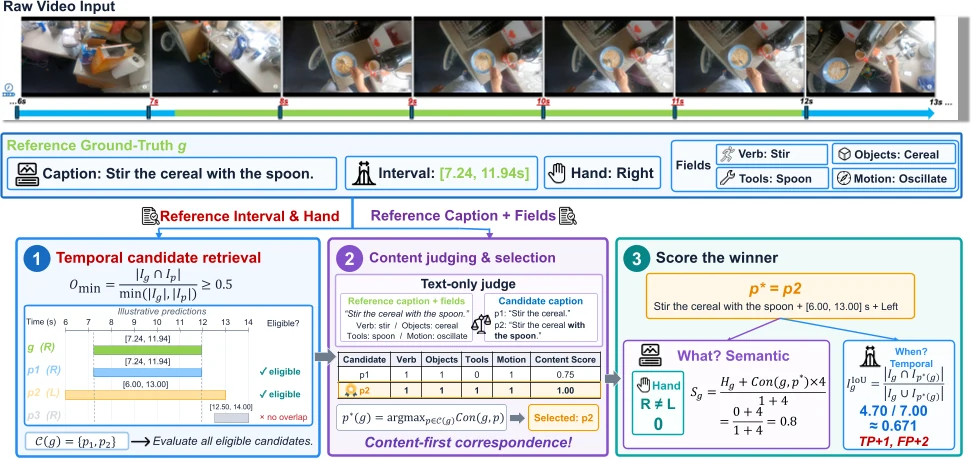 Raw Video Input
...6s
7s
8s
9s
10s
11s
12s
13s ...
Reference Ground-Truth g
Caption: Stir the cereal with the spoon.
Interval: [7.24, 11.94s]
Hand: Right
Fields
Verb: Stir
Objects: Cereal
Tools: Spoon
Motion: Oscillate
Reference Interval & Hand
Reference Caption + Fields
1 Temporal candidate retrieval
O_min = |I_g ∩ I_p| / min(|I_g|, |I_p|) ≥ 0.5
Illustrative predictions
Time (s) 6 7 8 9 10 11 12 13 14 Eligible?
[7.24, 11.94]
g (R)
[7.24, 11.94]
p1 (R) ✓ eligible
[6.00, 13.00]
p2 (L) ✓ eligible
[12.50, 14.00]
p3 (R) × no overlap
C(g) = {p₁, p₂} → Evaluate all eligible candidates.
2 Content judging & selection
Text-only judge
Reference caption + fields
“Stir the cereal with the spoon.”
Verb: stir / Objects: cereal
Tools: spoon / Motion: oscillate
Candidate caption
p1: “Stir the cereal.”
p2: “Stir the cereal with
the spoon.”
Candidate Verb Objects Tools Motion Content Score
p1 1 1 0 1 0.75
p2 1 1 1 1 1.00
p*(g) = argmax_{p∈C(g)} Con(g, p)
Selected: p2
Content-first correspondence!
3 Score the winner
p* = p2
Stir the cereal with the spoon + [6.00, 13.00] s + Left
What? Semantic
Hand
R ≠ L
0
S_g = (H_g + Con(g, p*)×4) / (1 + 4)
= (0 + 4) / (1 + 4) = 0.8
When?
Temporal
I_g^IoU = |I_g ∩ I_{p*(g)}| / |I_g ∪ I_{p*(g)}|
4.70 / 7.00
≈ 0.671
TP+1, FP+2